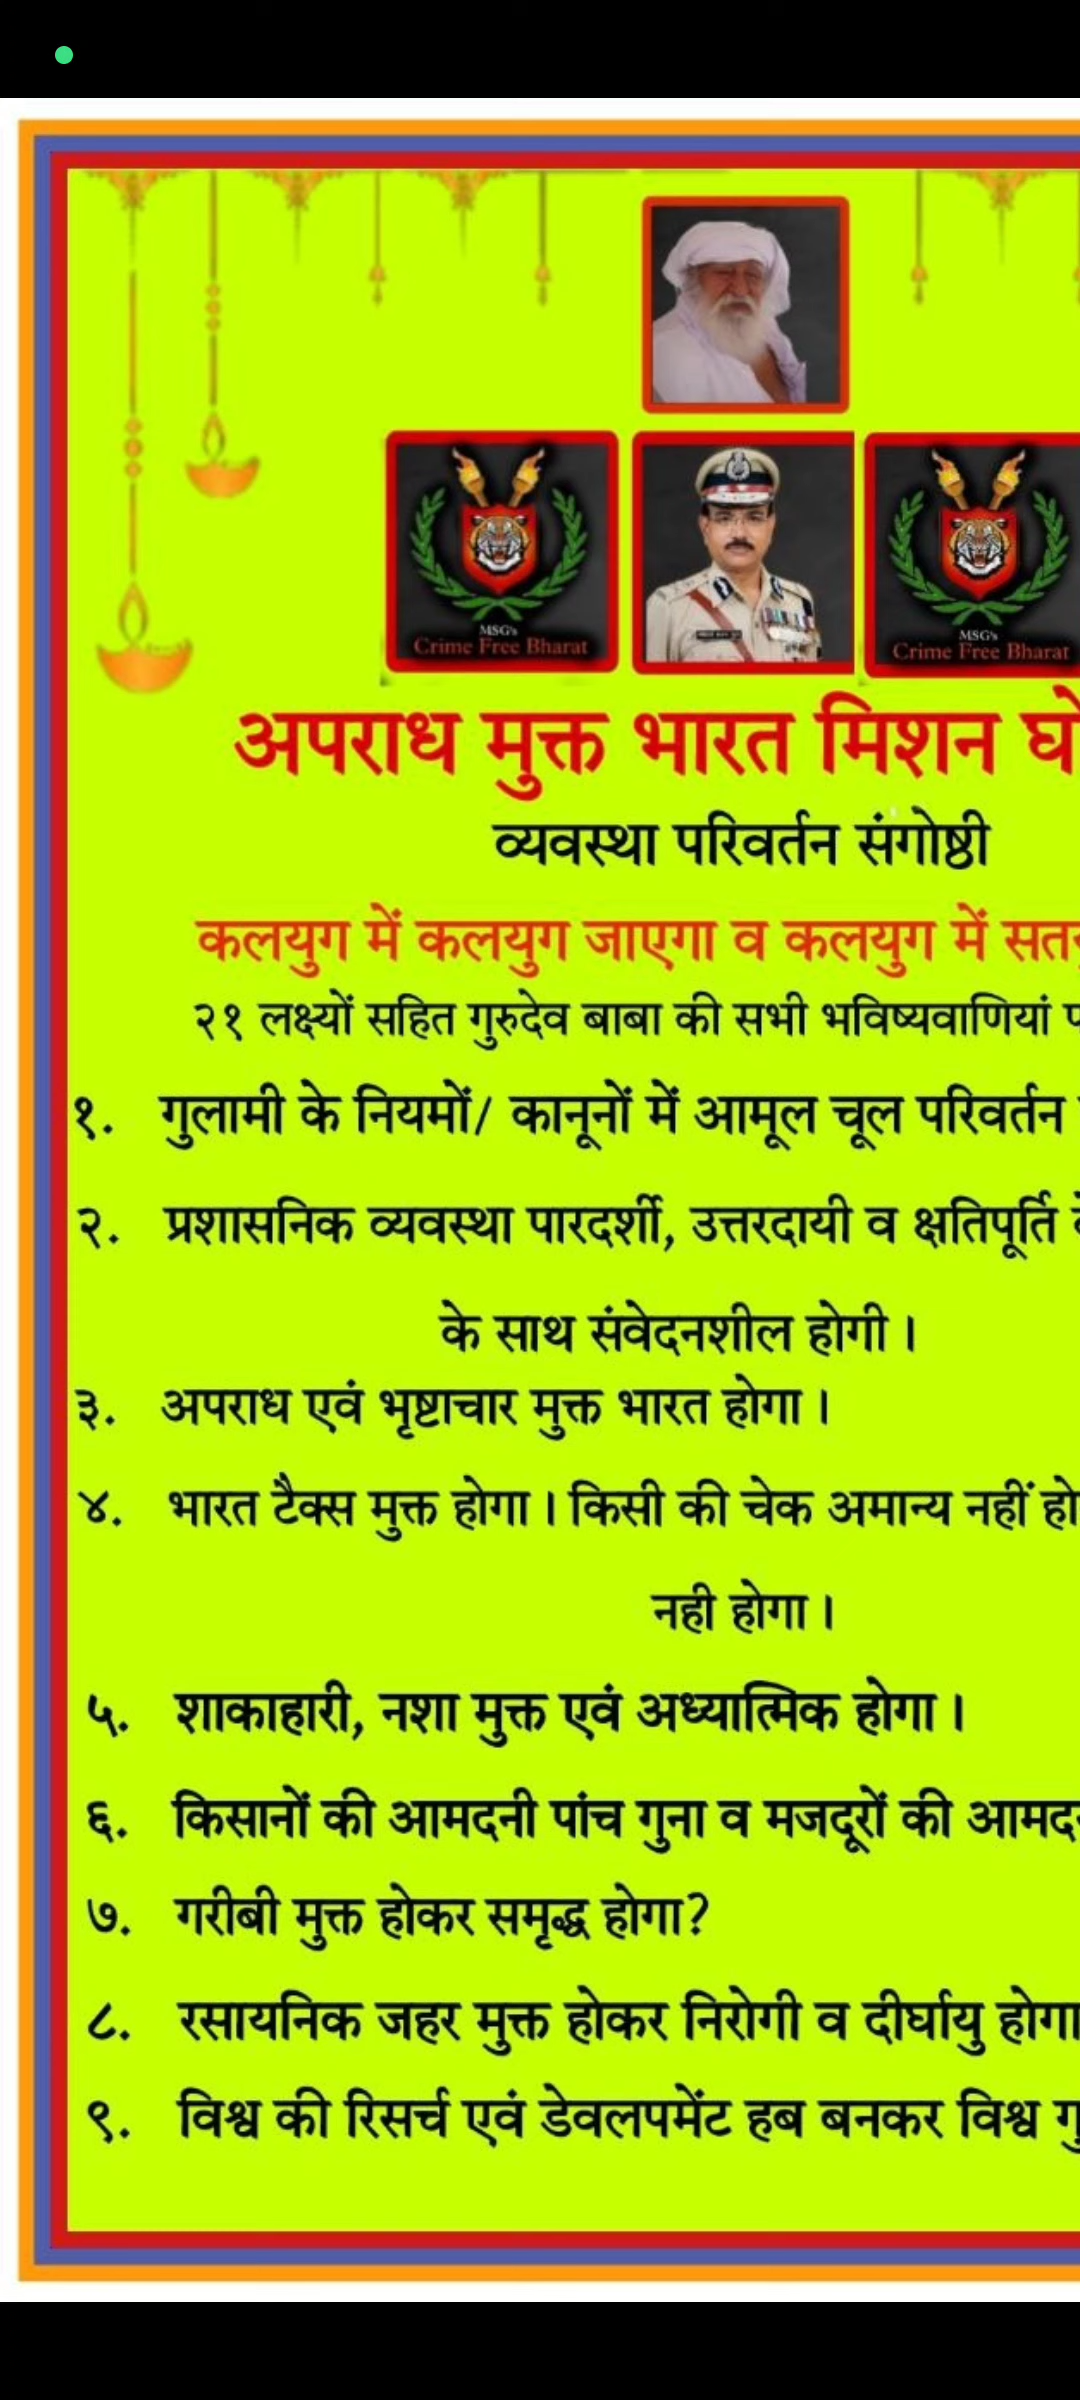 MSG's
Crime Free Bharat
MSG's
Crime Free Bharat
अपराध मुक्त भारत मिशन
व्यवस्था परिवर्तन संगोष्ठी
कलयुग में कलयुग जाएगा व कलयुग में
२१ लक्ष्यों सहित गुरुदेव बाबा की सभी भविष्यवाणियां
१. गुलामी के नियमों/ कानूनों में आमूल चूल परिवर्तन
२. प्रशासनिक व्यवस्था पारदर्शी, उत्तरदायी व क्षतिपूर्ति
के साथ संवेदनशील होगी ।
३. अपराध एवं भृष्टाचार मुक्त भारत होगा ।
४. भारत टैक्स मुक्त होगा । किसी की चेक अमान्य नहीं
नही होगा ।
५. शाकाहारी, नशा मुक्त एवं अध्यात्मिक होगा ।
६. किसानों की आमदनी पांच गुना व मजदूरों की
७. गरीबी मुक्त होकर समृद्ध होगा?
८. रसायनिक जहर मुक्त होकर निरोगी व दीर्घायु होगा
९. विश्व की रिसर्च एवं डेवलपमेंट हब बनकर विश्व